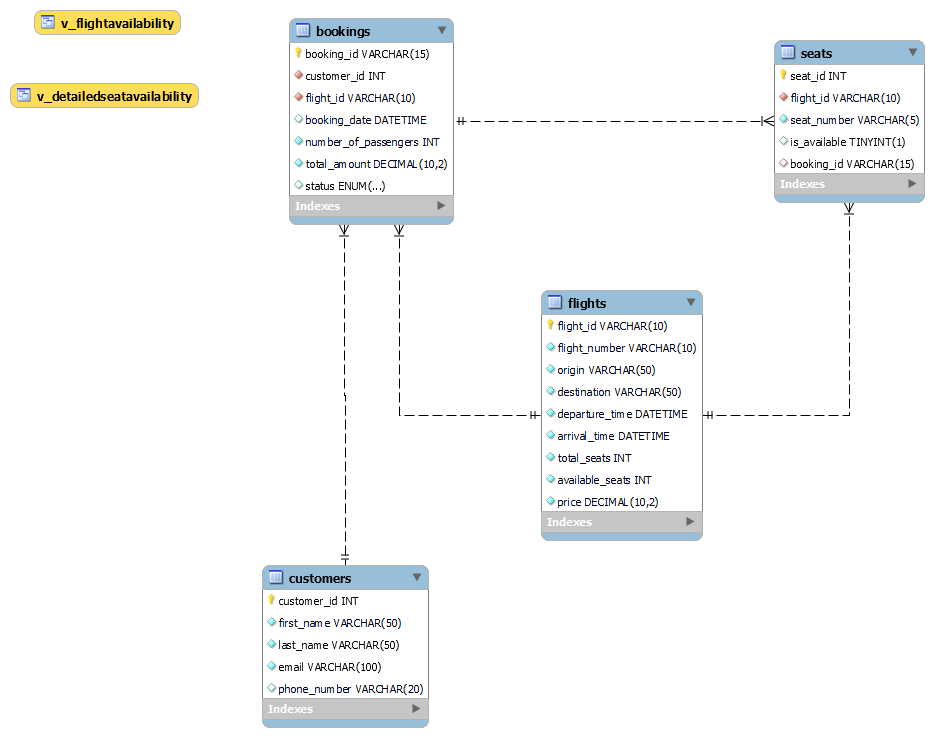 v_flightavailability
v_detailedseatavailability
bookings
booking_id VARCHAR(15)
customer_id INT
flight_id VARCHAR(10)
booking_date DATETIME
number_of_passengers INT
total_amount DECIMAL(10,2)
status ENUM(...)
Indexes
seats
seat_id INT
flight_id VARCHAR(10)
seat_number VARCHAR(5)
is_available TINYINT(1)
booking_id VARCHAR(15)
Indexes
flights
flight_id VARCHAR(10)
flight_number VARCHAR(10)
origin VARCHAR(50)
destination VARCHAR(50)
departure_time DATETIME
arrival_time DATETIME
total_seats INT
available_seats INT
price DECIMAL(10,2)
Indexes
customers
customer_id INT
first_name VARCHAR(50)
last_name VARCHAR(50)
email VARCHAR(100)
phone_number VARCHAR(20)
Indexes